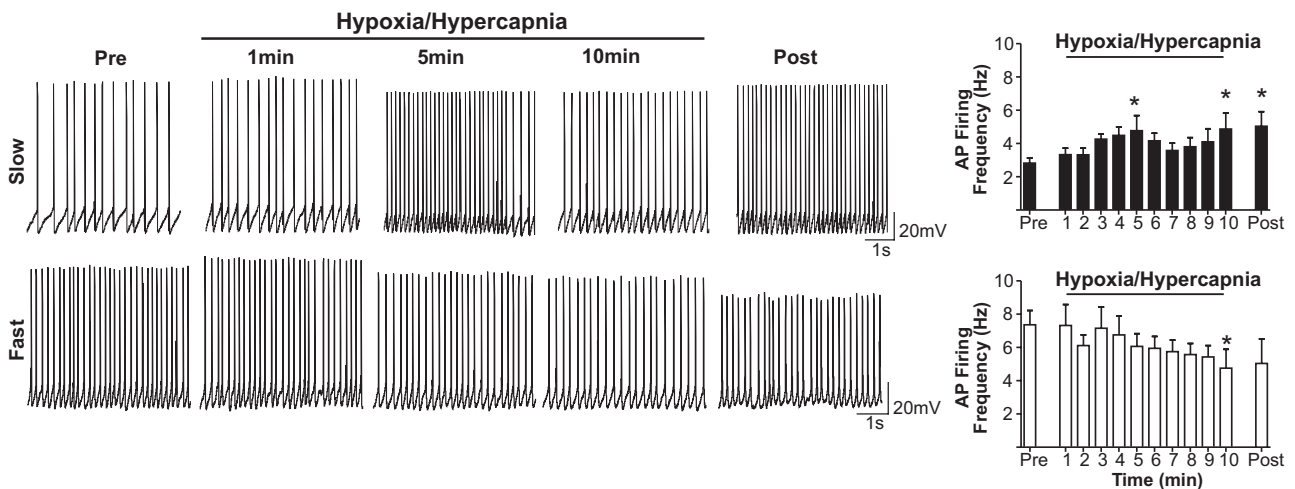 Hypoxia/Hypercapnia
Pre
1min
5min
10min
Post
Slow
20mV
1s
Fast
20mV
1s
Hypoxia/Hypercapnia
AP Firing
Frequency (Hz)
10
8
6
4
2
* * *
Pre 1 2 3 4 5 6 7 8 9 10 Post
Hypoxia/Hypercapnia
AP Firing
Frequency (Hz)
10
8
6
4
2
*
Pre 1 2 3 4 5 6 7 8 9 10 Post
Time (min)